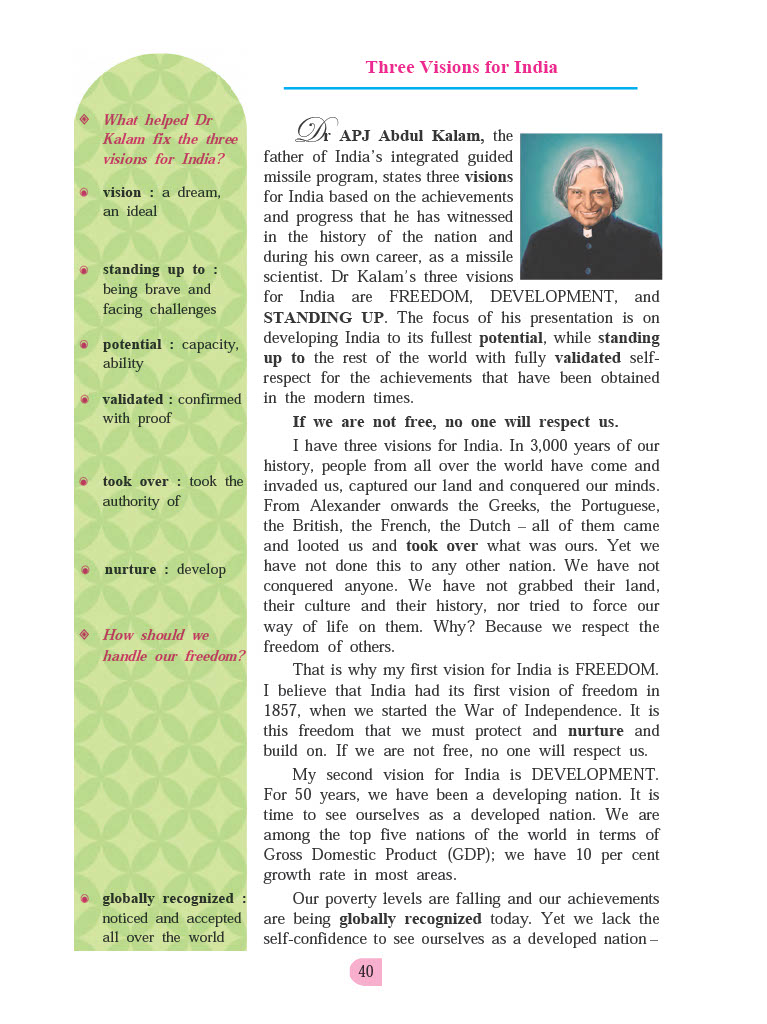 Three Visions for India
What helped Dr
Kalam fix the three
visions for India?
vision : a dream,
an ideal
standing up to :
being brave and
facing challenges
potential : capacity,
ability
validated : confirmed
with proof
took over : took the
authority of
nurture : develop
How should we
handle our freedom?
globally recognized :
noticed and accepted
all over the world
Dr APJ Abdul Kalam, the
father of India's integrated guided
missile program, states three visions
for India based on the achievements
and progress that he has witnessed
in the history of the nation and
during his own career, as a missile
scientist. Dr Kalam's three visions
for India are FREEDOM, DEVELOPMENT, and
STANDING UP. The focus of his presentation is on
developing India to its fullest potential, while standing
up to the rest of the world with fully validated self-
respect for the achievements that have been obtained
in the modern times.
If we are not free, no one will respect us.
I have three visions for India. In 3,000 years of our
history, people from all over the world have come and
invaded us, captured our land and conquered our minds.
From Alexander onwards the Greeks, the Portuguese,
the British, the French, the Dutch – all of them came
and looted us and took over what was ours. Yet we
have not done this to any other nation. We have not
conquered anyone. We have not grabbed their land,
their culture and their history, nor tried to force our
way of life on them. Why? Because we respect the
freedom of others.
That is why my first vision for India is FREEDOM.
I believe that India had its first vision of freedom in
1857, when we started the War of Independence. It is
this freedom that we must protect and nurture and
build on. If we are not free, no one will respect us.
My second vision for India is DEVELOPMENT.
For 50 years, we have been a developing nation. It is
time to see ourselves as a developed nation. We are
among the top five nations of the world in terms of
Gross Domestic Product (GDP); we have 10 per cent
growth rate in most areas.
Our poverty levels are falling and our achievements
are being globally recognized today. Yet we lack the
self-confidence to see ourselves as a developed nation –
40